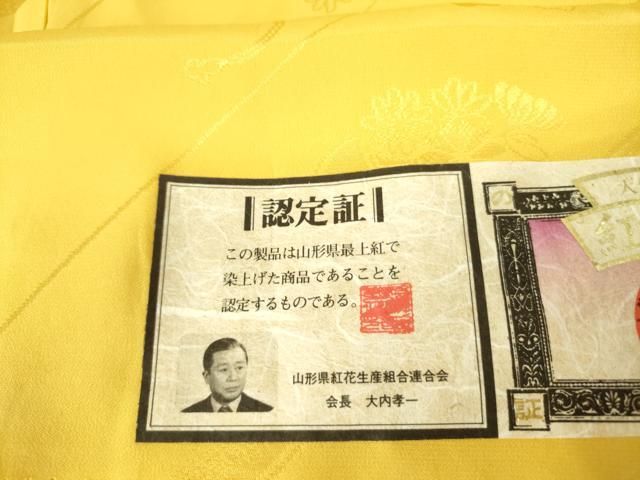 認定証
この製品は山形県最上紅で
染上げた商品であることを
認定するものである。
山形県紅花生産組合連合会
会長 大内孝一
の
証